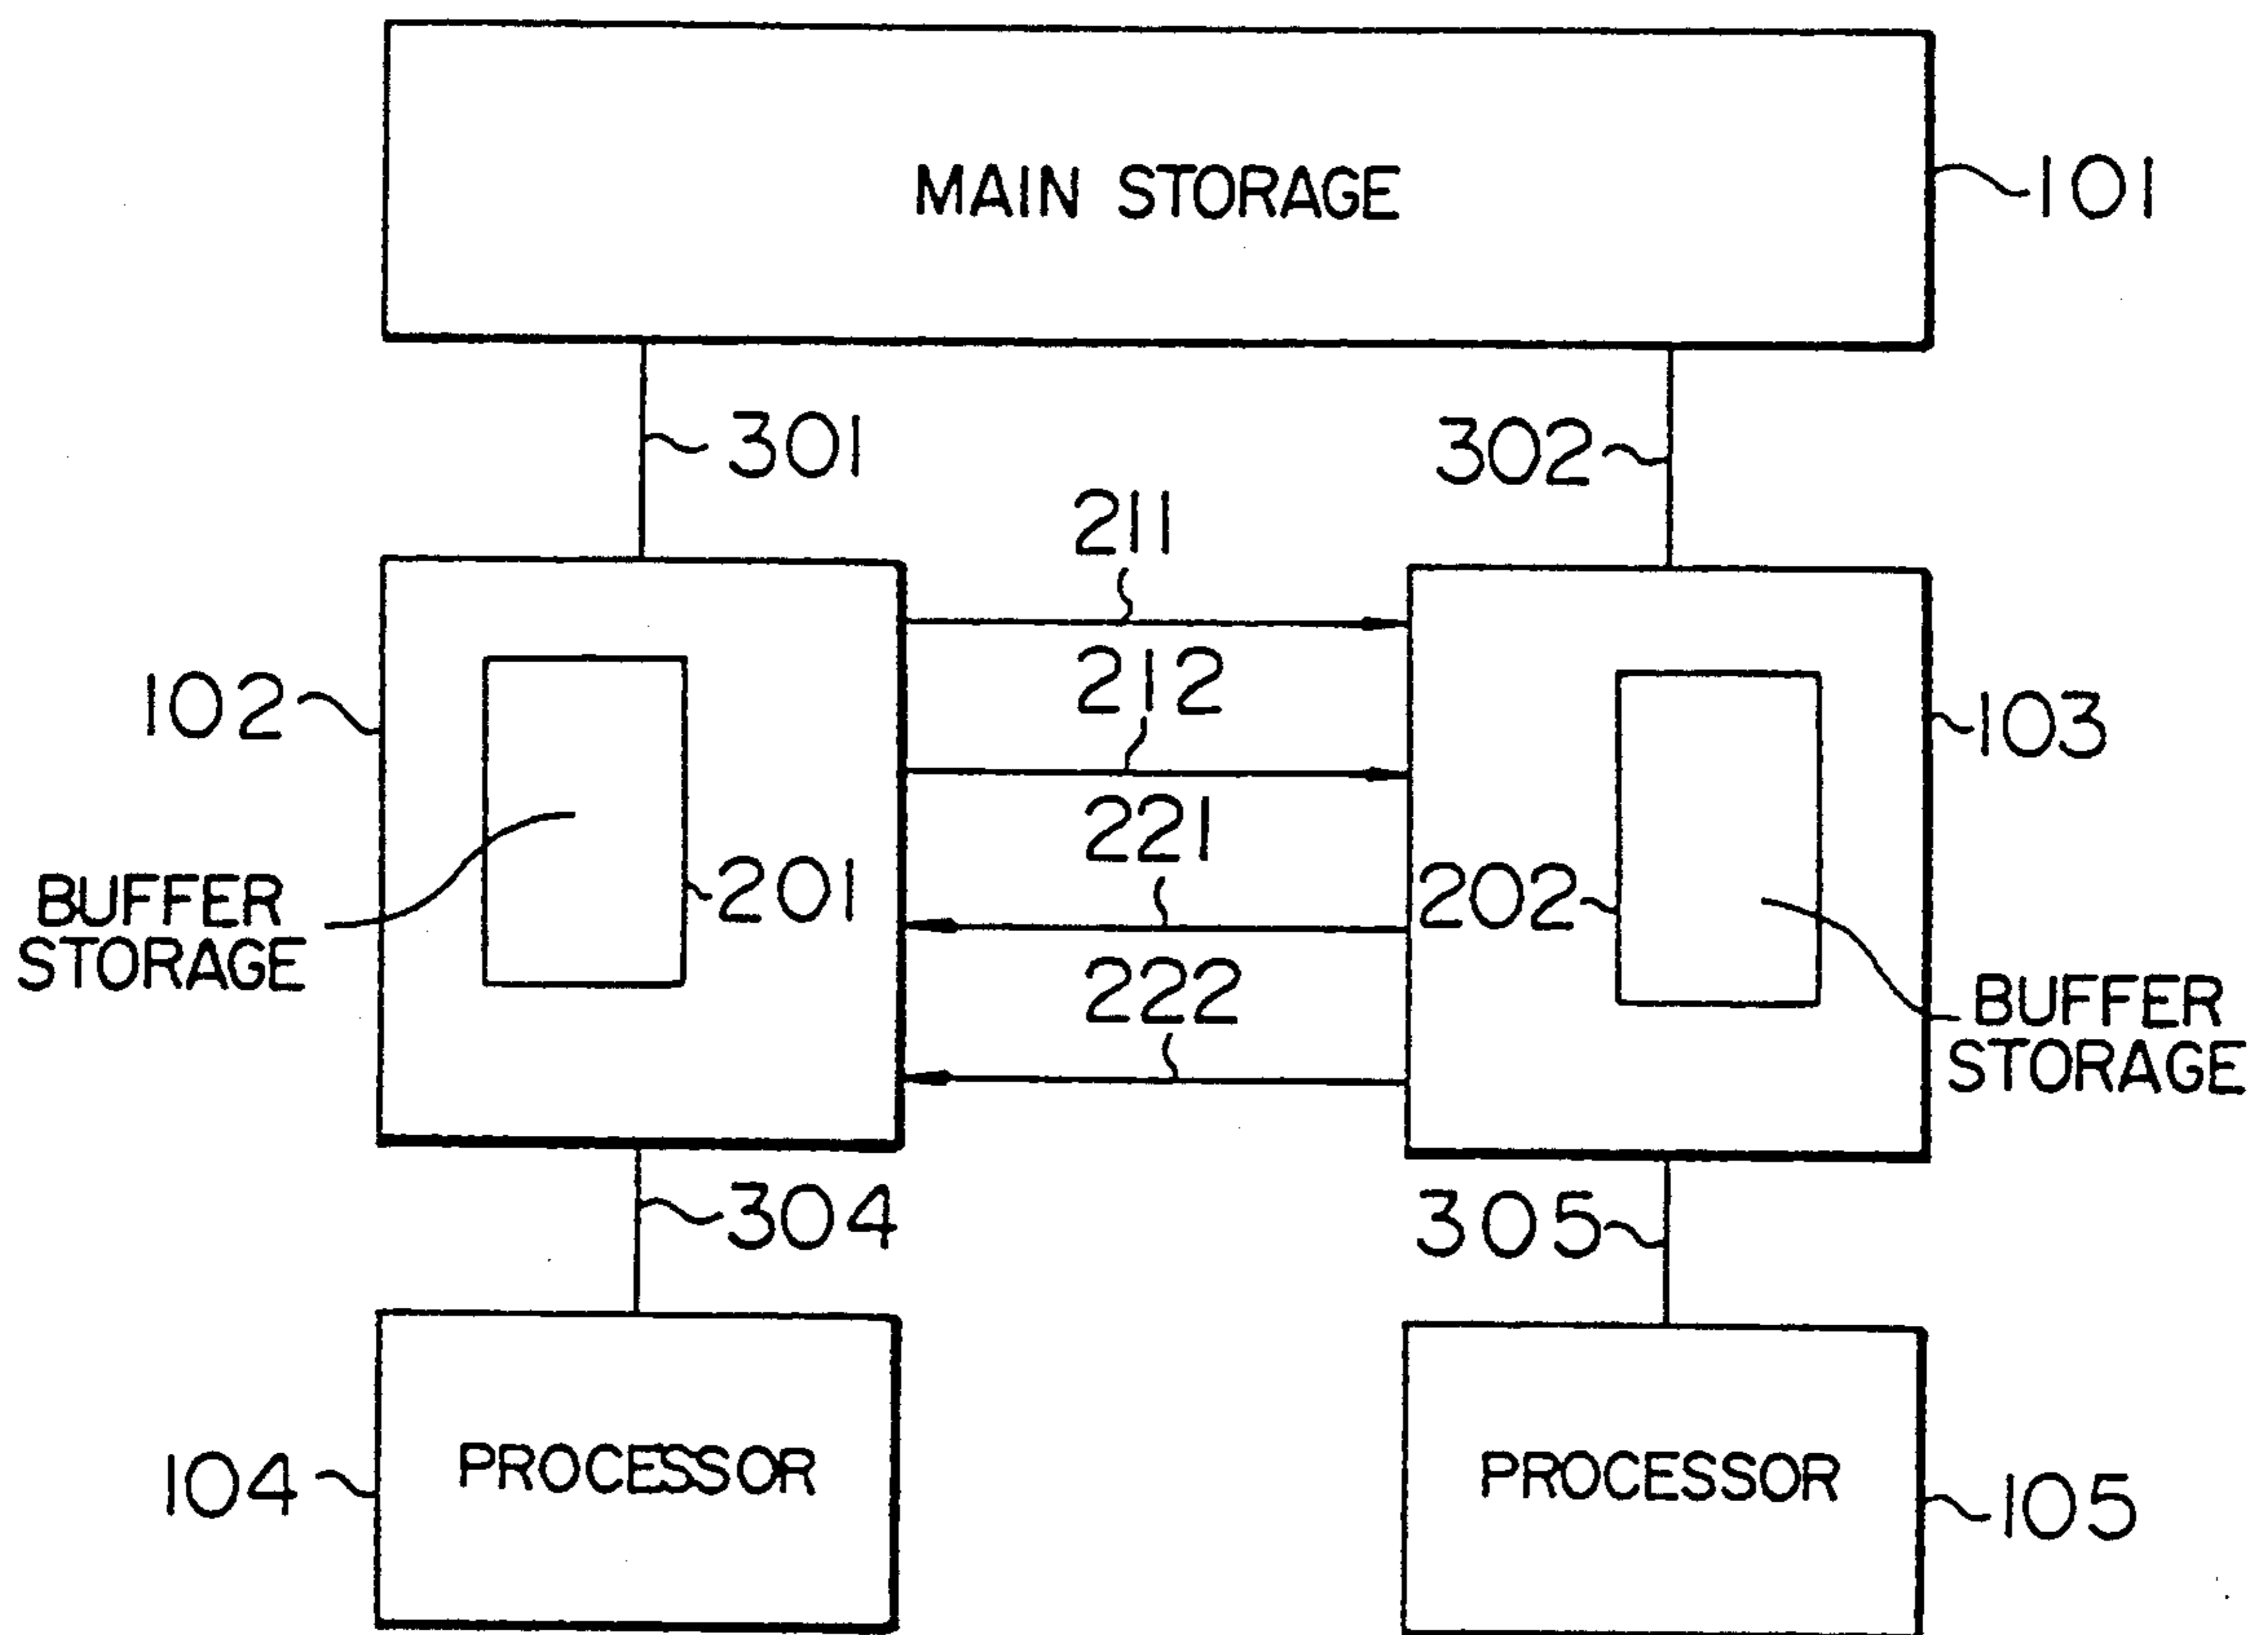 MAIN STORAGE
101
301
302
211
212
102
103
221
201
202
BUFFER
STORAGE
222
BUFFER
STORAGE
304
305
PROCESSOR
104
PROCESSOR
105